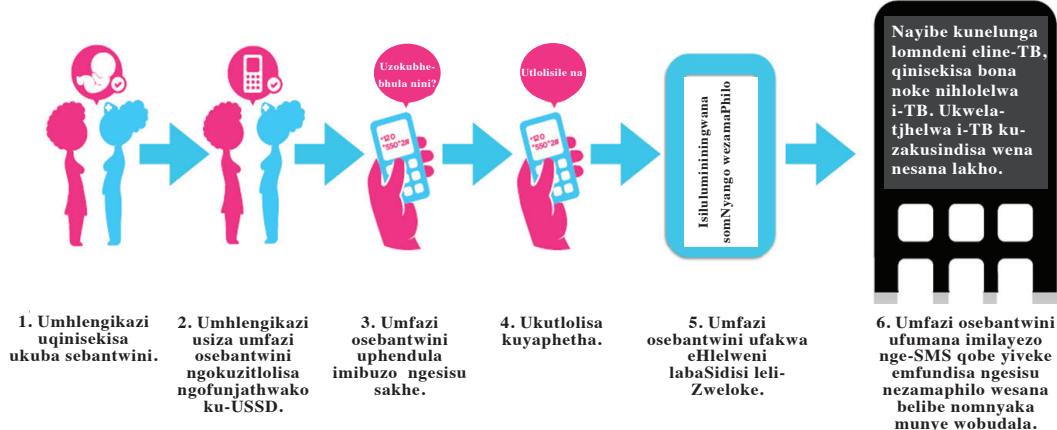 Uzokubhe-
bhula nini?
*120
*550*2#
Utlolisile na
*120
*550*2#
Isilulumininingwana
somNyango wezamaPhilo
Nayibe kunelunga
lomndeni eline-TB,
qinisekisa bona
noke nihlolelwa
i-TB. Ukwela-
tjhelwa i-TB ku-
zakusindisa wena
nesana lakho.
1. Umhlengikazi
uqinisekisa
ukuba sebantwini.
2. Umhlengikazi
usiza umfazi
osebantwini
ngokuzitlolisa
ngofunjathwako
ku-USSD.
3. Umfazi
osebantwini
uphendula
imibuzo ngesisu
sakhe.
4. Ukutlolisa
kuyaphetha.
5. Umfazi
osebantwini ufakwa
eHlelweni
labaSidisi leli-
Zweloke.
6. Umfazi osebantwini
ufumana imilayezo
nge-SMS qobe yiveke
emfundisa ngesisu
nezamaphilo wesana
belibe nomnyaka
munye wobudala.